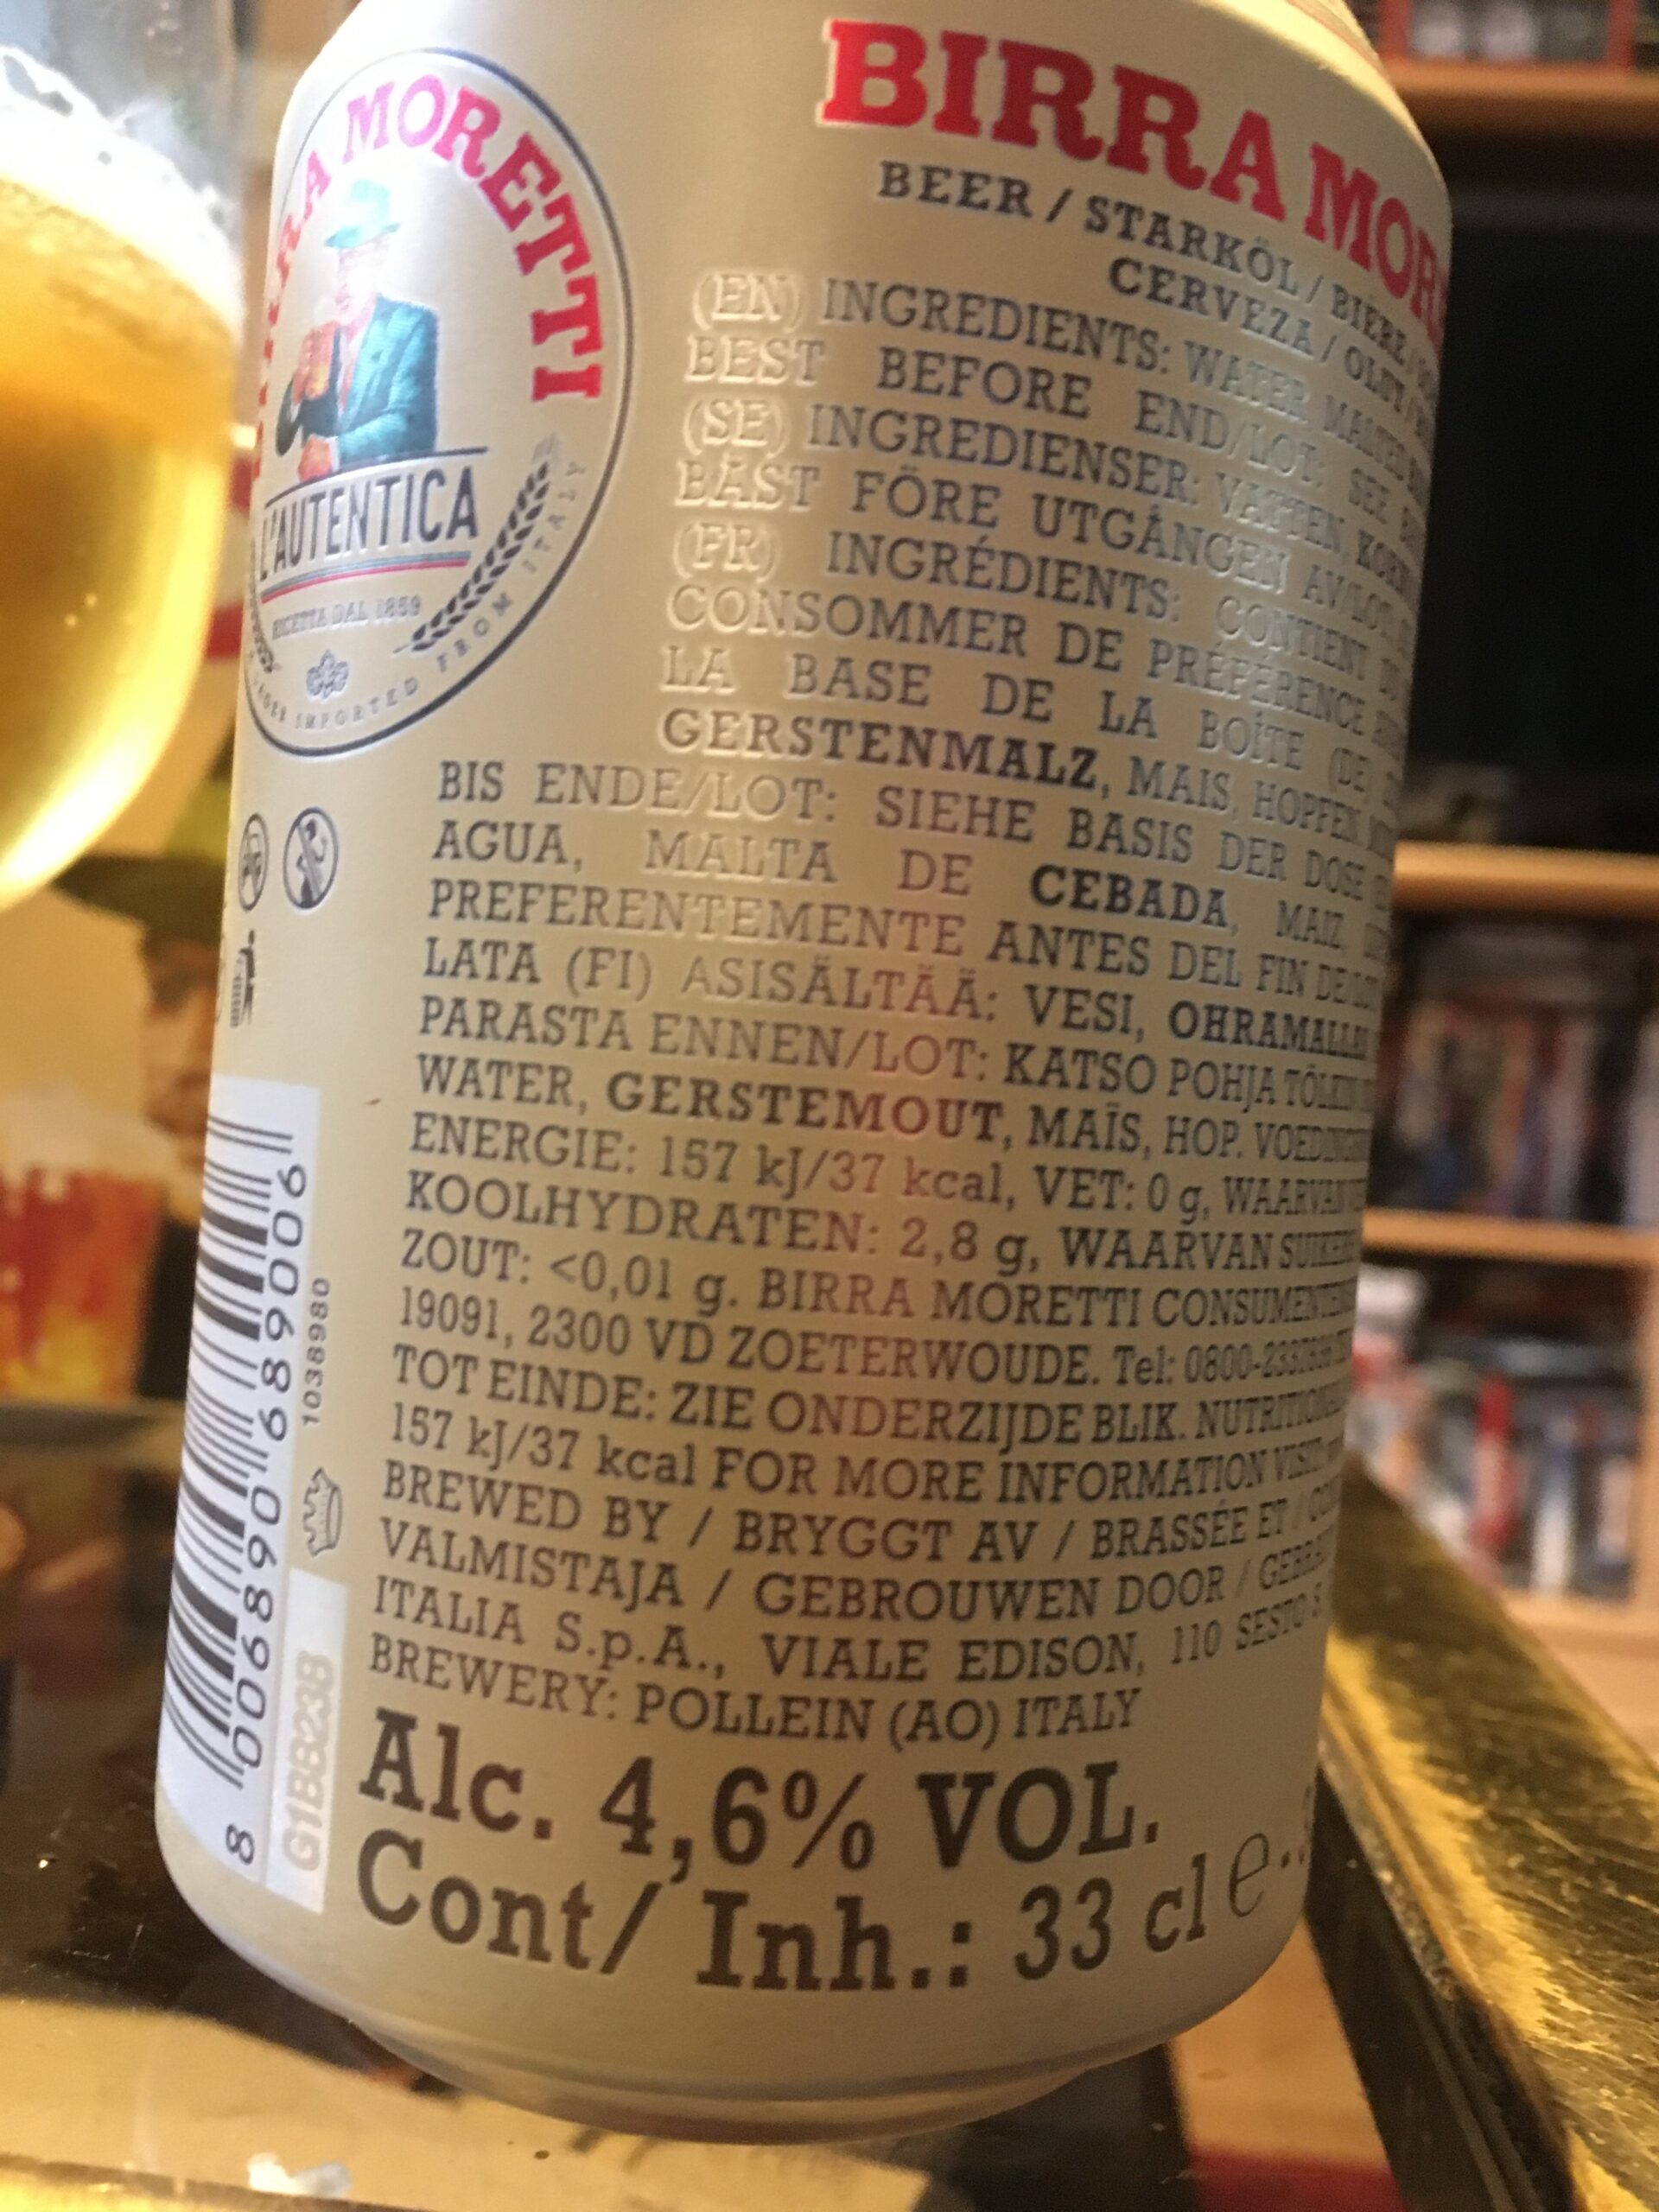 BIRRA MORETTI
L'AUTENTICA
RICETTA DAL 1859
IMPORTED FROM ITALY
BIRRA
BEER / STARKÖL / BIÈRE /
CERVEZA / OLUT /
(EN) INGREDIENTS: WATER, MALTED
BEST BEFORE END/LOT: SEE
(SE) INGREDIENSER: VATTEN, KORN
BÄST FÖRE UTGÅNGEN AV/LOT:
(FR) INGRÉDIENTS: CONTIENT DU
CONSOMMER DE PRÉFÉRENCE
LA BASE DE LA BOÎTE (DE)
GERSTENMALZ, MAIS, HOPFEN
BIS ENDE/LOT: SIEHE BASIS DER DOSE
AGUA, MALTA DE CEBADA, MAIZ,
PREFERENTEMENTE ANTES DEL FIN DE
LATA (FI) ASISÄLTÄÄ: VESI, OHRAMALLAS
PARASTA ENNEN/LOT: KATSO POHJA TÖLKIN
WATER, GERSTEMOUT, MAÏS, HOP.
ENERGIE: 157 kJ/37 kcal, VET: 0 g, WAARVAN
KOOLHYDRATEN: 2,8 g, WAARVAN
ZOUT: <0,01 g. BIRRA MORETTI
19091, 2300 VD ZOETERWOUDE. Tel:
TOT EINDE: ZIE ONDERZIJDE BLIK.
157 kJ/37 kcal FOR MORE INFORMATION VISIT:
BREWED BY / BRYGGT AV / BRASSÉE ET /
VALMISTAJA / GEBROUWEN DOOR /
ITALIA S.p.A., VIALE EDISON, 110 SESTO S.
BREWERY: POLLEIN (AO) ITALY
Alc. 4,6% VOL.
Cont/ Inh.: 33 cl e
8 006890 689006
1038980
G1BB23B